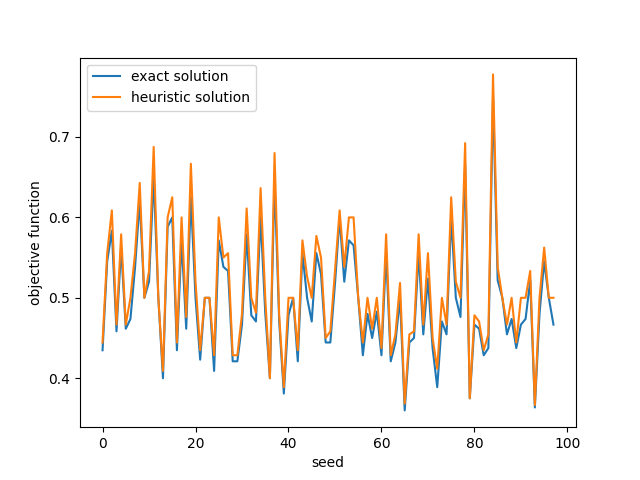 exact solution
heuristic solution
0.7
0.6
0.5
0.4
objective function
0 20 40 60 80 100
seed